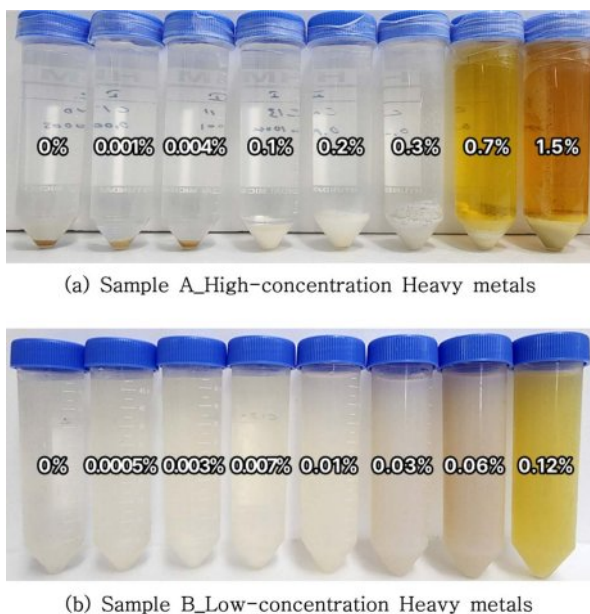 0% 0.001% 0.004% 0.1% 0.2% 0.3% 0.7% 1.5%
(a) Sample A_High-concentration Heavy metals
0% 0.0005% 0.003% 0.007% 0.01% 0.03% 0.06% 0.12%
(b) Sample B_Low-concentration Heavy metals